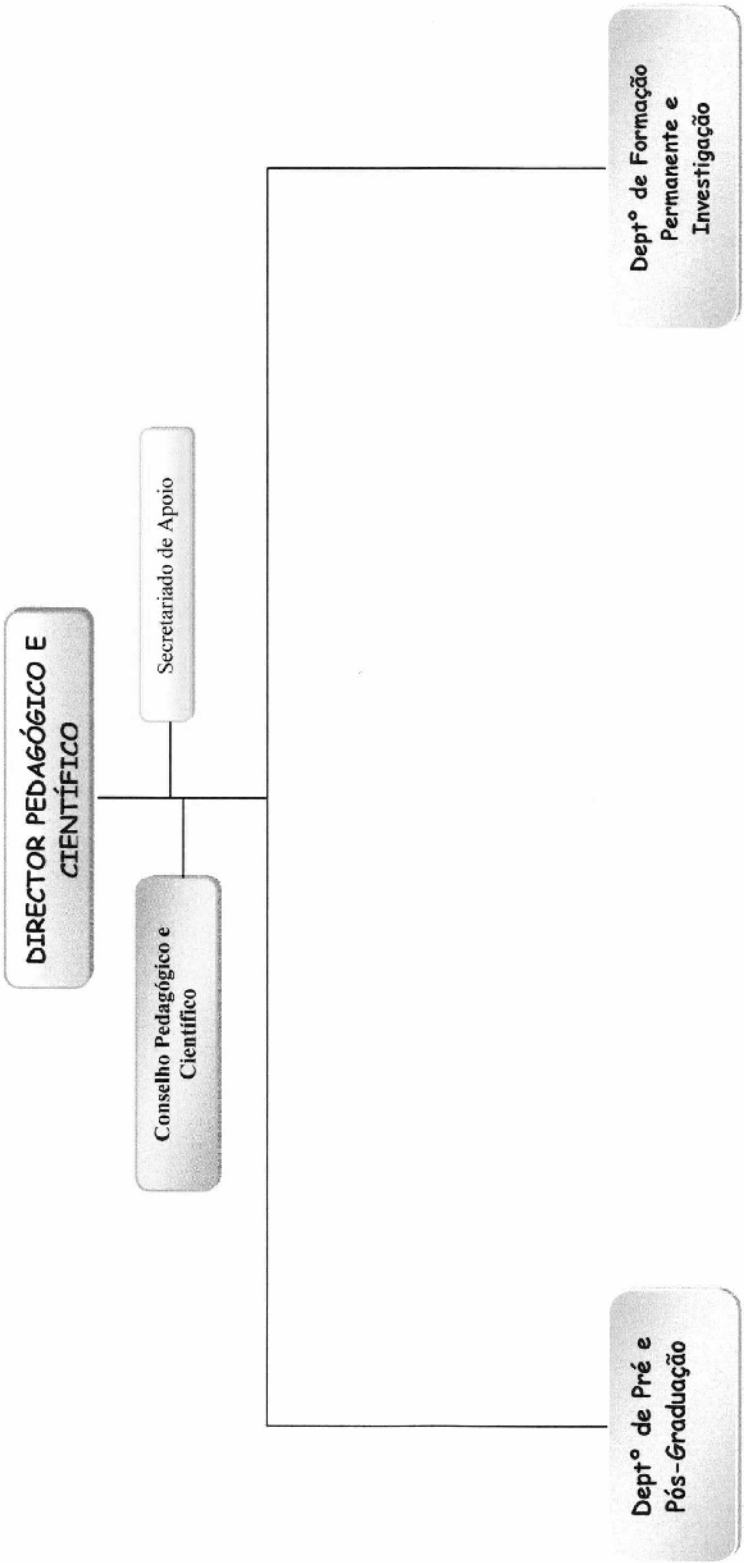 DIRECTOR PEDAGÓGICO E
CIENTÍFICO
Secretariado de Apoio
Conselho Pedagógico e
Científico
Deptº de Pré e
Pós-Graduação
Deptº de Formação
Permanente e
Investigação